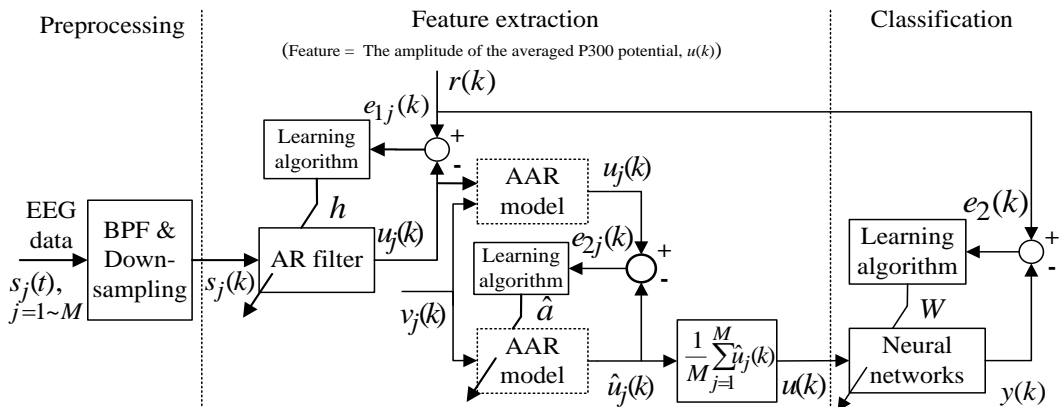 Preprocessing
Feature extraction
Classification
(Feature = The amplitude of the averaged P300 potential, u(k))
r(k)
e₁ⱼ(k)
+
-
Learning
algorithm
h
EEG
data
sⱼ(t),
j=1~M
BPF &
Down-
sampling
sⱼ(k)
AR filter
uⱼ(k)
AAR
model
uⱼ(k)
vⱼ(k)
e₂ⱼ(k)
+
-
Learning
algorithm
â
AAR
model
ûⱼ(k)
1/M ∑ⱼ₌₁ᴹ ûⱼ(k)
u(k)
e₂(k)
+
-
Learning
algorithm
W
Neural
networks
y(k)